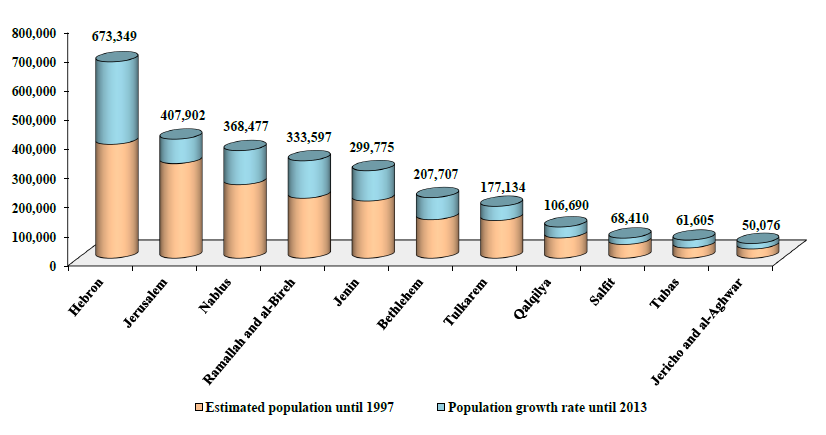 800,000
700,000
600,000
500,000
400,000
300,000
200,000
100,000
0
673,349
407,902
368,477
333,597
299,775
207,707
177,134
106,690
68,410
61,605
50,076
Hebron
Jerusalem
Nablus
Ramallah and al-Bireh
Jenin
Bethlehem
Tulkarem
Qalqilya
Salfit
Tubas
Jericho and al-Aghwar
Estimated population until 1997
Population growth rate until 2013